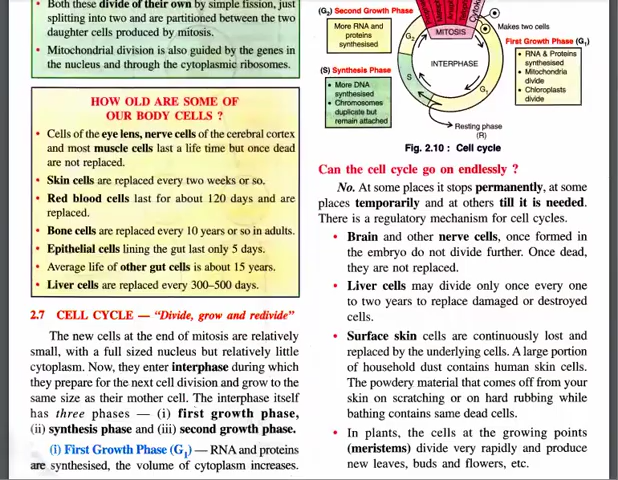 • Both these divide of their own by simple fission, just
splitting into two and are partitioned between the two
daughter cells produced by mitosis.
• Mitochondrial division is also guided by the genes in
the nucleus and through the cytoplasmic ribosomes.
HOW OLD ARE SOME OF
OUR BODY CELLS ?
• Cells of the eye lens, nerve cells of the cerebral cortex
and most muscle cells last a life time but once dead
are not replaced.
• Skin cells are replaced every two weeks or so.
• Red blood cells last for about 120 days and are
replaced.
• Bone cells are replaced every 10 years or so in adults.
• Epithelial cells lining the gut last only 5 days.
• Average life of other gut cells is about 15 years.
• Liver cells are replaced every 300–500 days.
2.7 CELL CYCLE — “Divide, grow and redivide”
The new cells at the end of mitosis are relatively
small, with a full sized nucleus but relatively little
cytoplasm. Now, they enter interphase during which
they prepare for the next cell division and grow to the
same size as their mother cell. The interphase itself
has three phases — (i) first growth phase,
(ii) synthesis phase and (iii) second growth phase.
(i) First Growth Phase (G1) — RNA and proteins
are synthesised, the volume of cytoplasm increases.
(G2) Second Growth Phase
More RNA and
proteins
synthesised
(S) Synthesis Phase
• More DNA
synthesised
• Chromosomes
duplicate but
remain attached
MITOSIS
INTERPHASE
G2
S
G1
Makes two cells
First Growth Phase (G1)
• RNA & Proteins
synthesised
• Mitochondria
divide
• Chloroplasts
divide
Resting phase
(R)
Fig. 2.10 : Cell cycle
Can the cell cycle go on endlessly ?
No. At some places it stops permanently, at some
places temporarily and at others till it is needed.
There is a regulatory mechanism for cell cycles.
• Brain and other nerve cells, once formed in
the embryo do not divide further. Once dead,
they are not replaced.
• Liver cells may divide only once every one
to two years to replace damaged or destroyed
cells.
• Surface skin cells are continuously lost and
replaced by the underlying cells. A large portion
of household dust contains human skin cells.
The powdery material that comes off from your
skin on scratching or on hard rubbing while
bathing contains same dead cells.
• In plants, the cells at the growing points
(meristems) divide very rapidly and produce
new leaves, buds and flowers, etc.